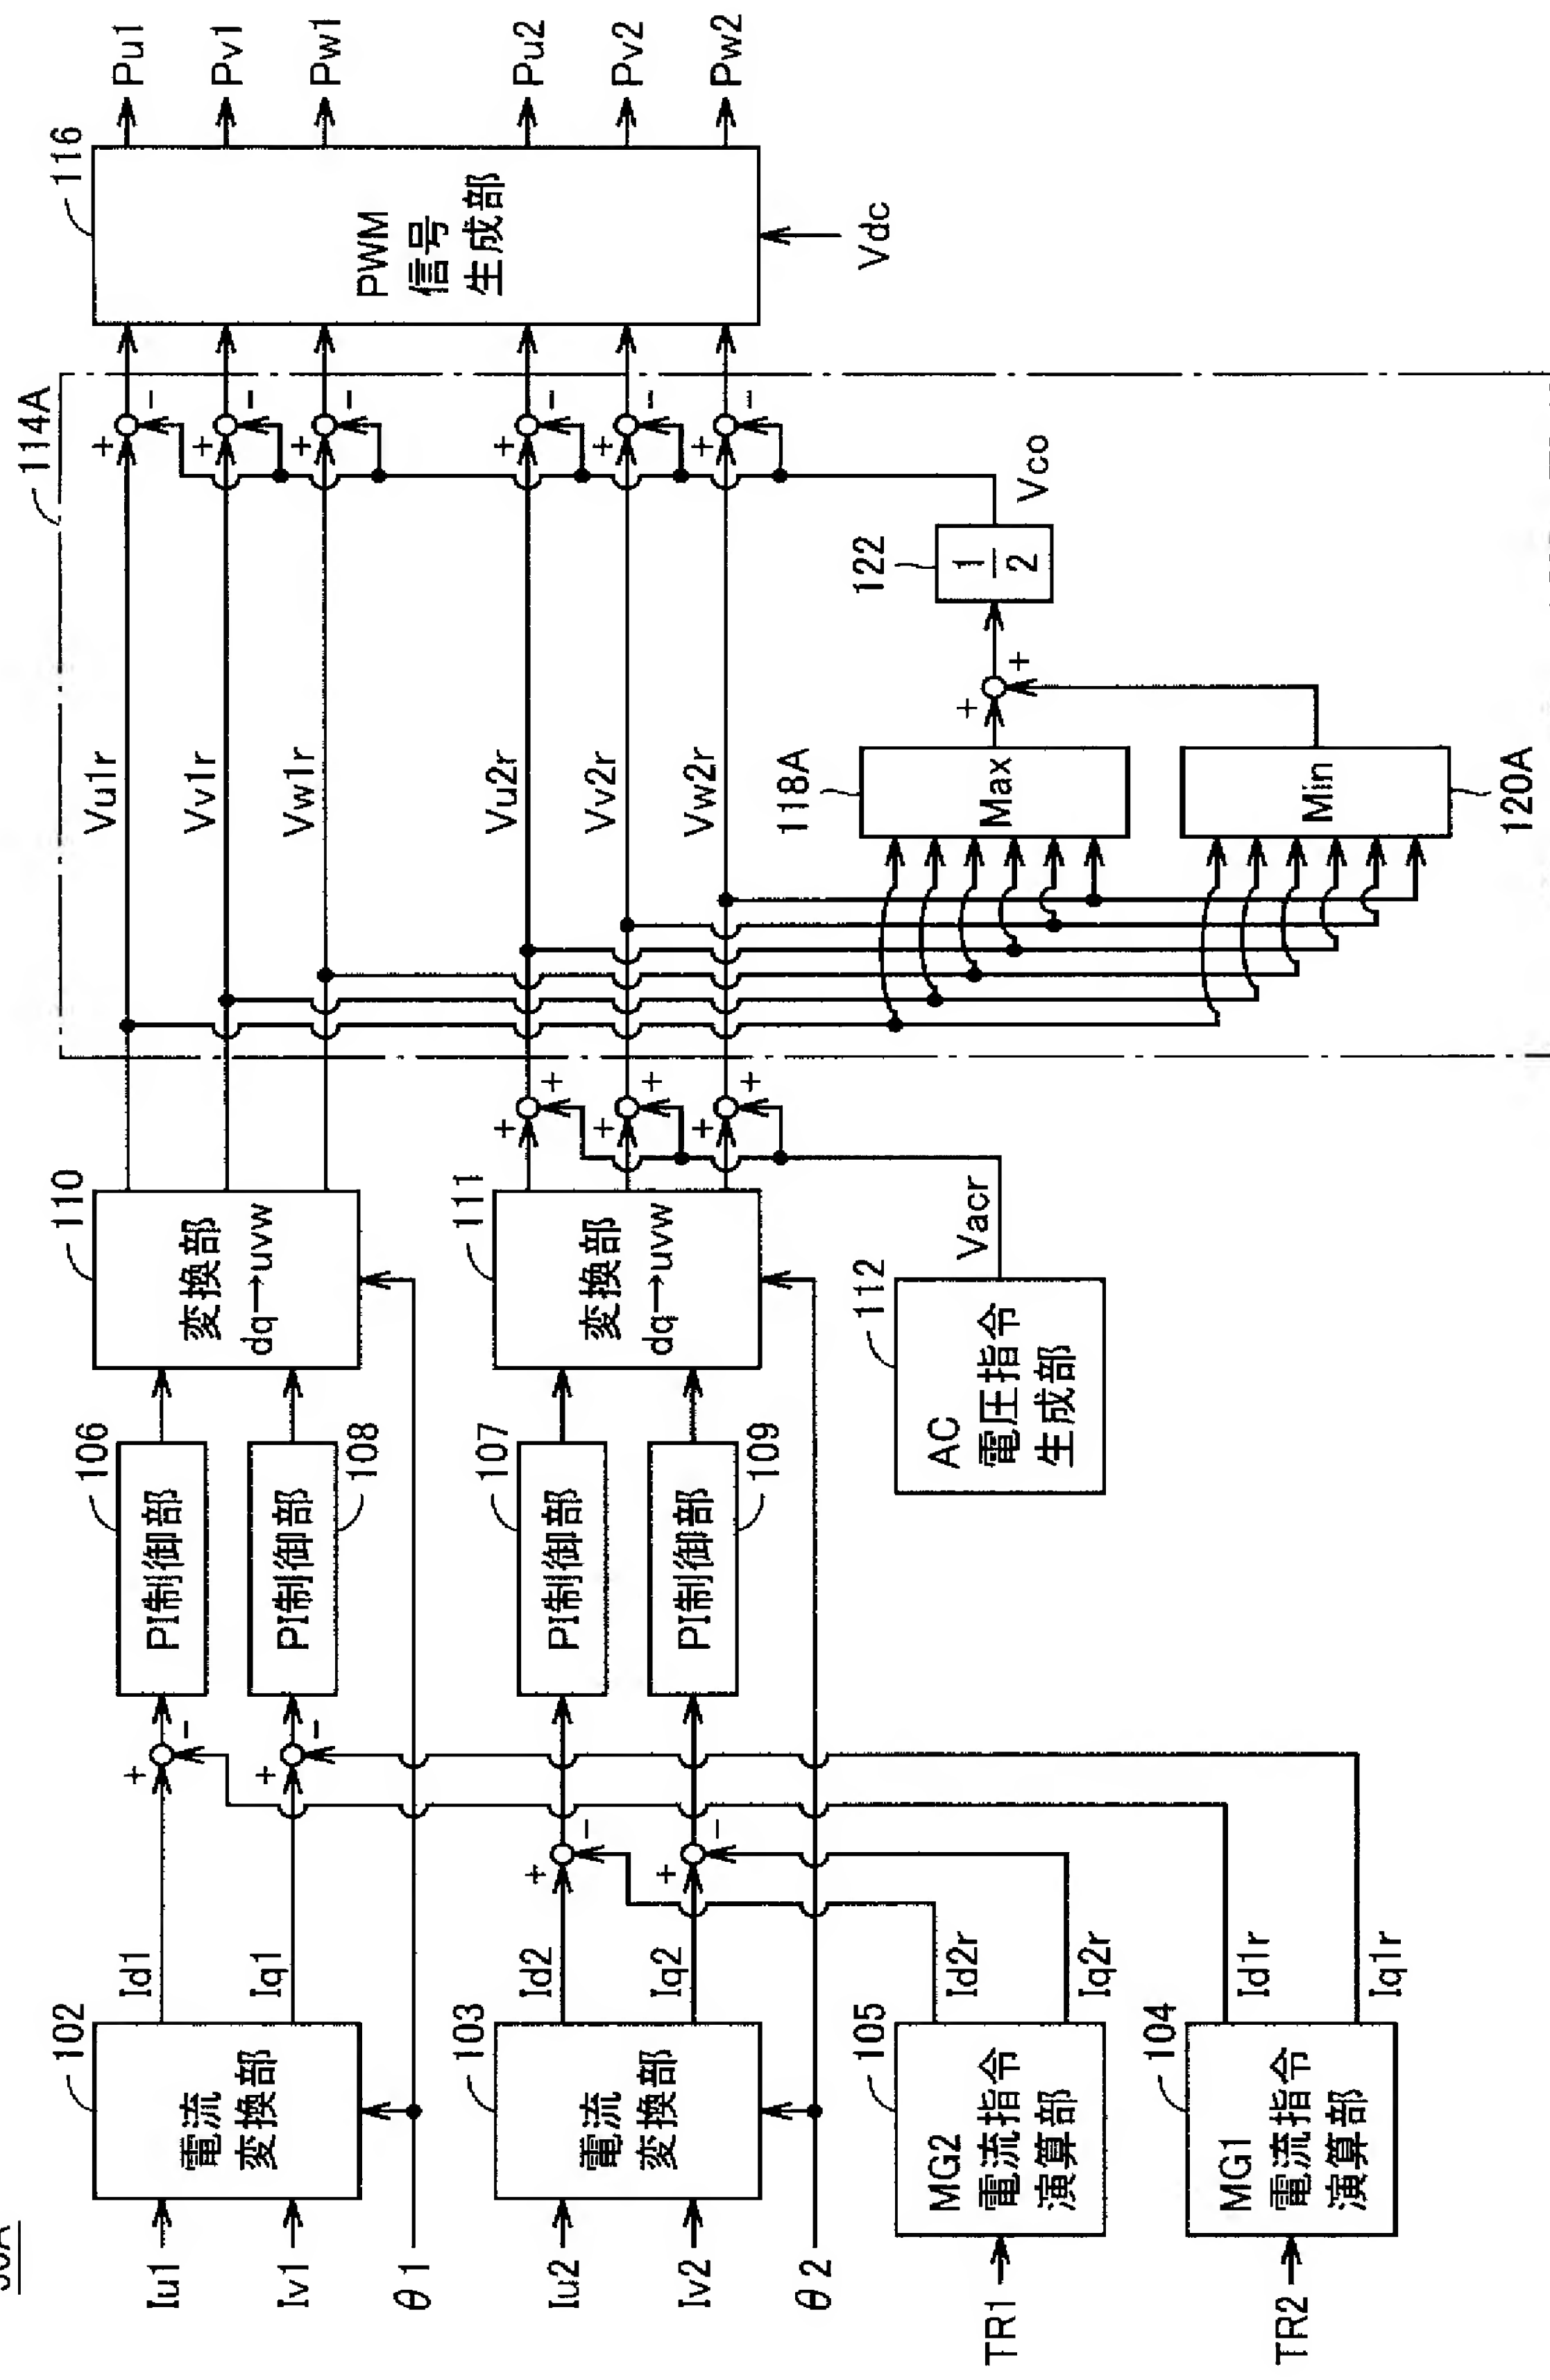 Iu1
Iv1
θ1
102
電流
変換部
Id1
Iq1
+
-
+
-
106
PI制御部
PI制御部
108
110
変換部
dq→uvw
Vu1r
Vv1r
Vw1r
114A
+
-
+
-
+
-
116
PWM
信号
生成部
Pu1
Pv1
Pw1
Pu2
Pv2
Pw2
Vdc
Iu2
Iv2
θ2
103
電流
変換部
Id2
Iq2
+
-
+
-
107
PI制御部
PI制御部
109
111
変換部
dq→uvw
+
+
+
+
+
+
Vu2r
Vv2r
Vw2r
+
-
+
-
+
-
TR1
105
MG2
電流指令
演算部
Id2r
Iq2r
112
AC
電圧指令
生成部
Vacr
118A
Max
+
+
122
1
2
Vco
TR2
104
MG1
電流指令
演算部
Id1r
Iq1r
Min
120A